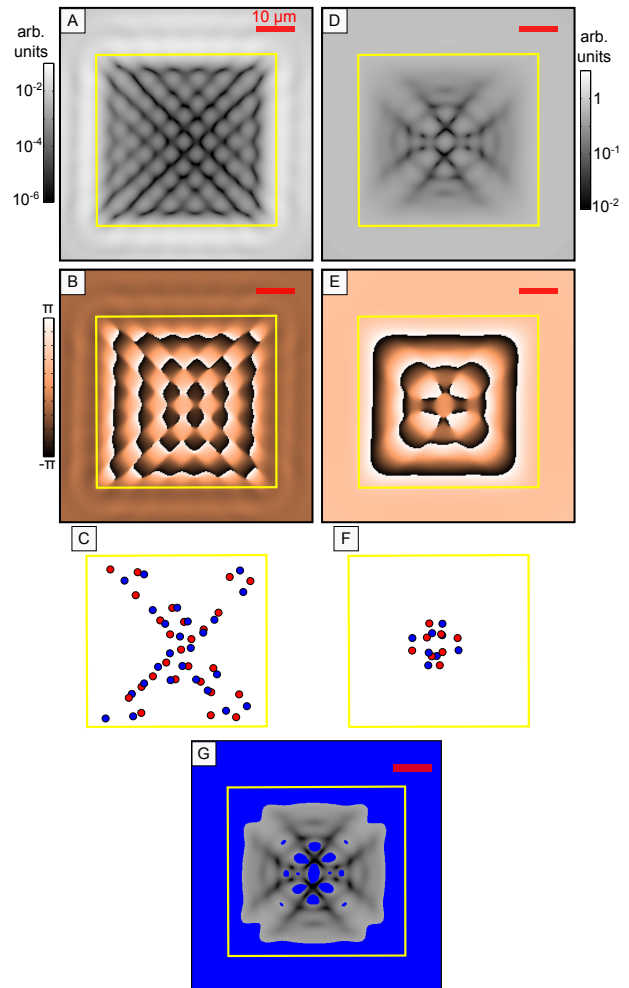 A
10 µm
D
arb.
units
10⁻²
10⁻⁴
10⁻⁶
arb.
units
1
10⁻¹
10⁻²
B
E
π
-π
C
F
G